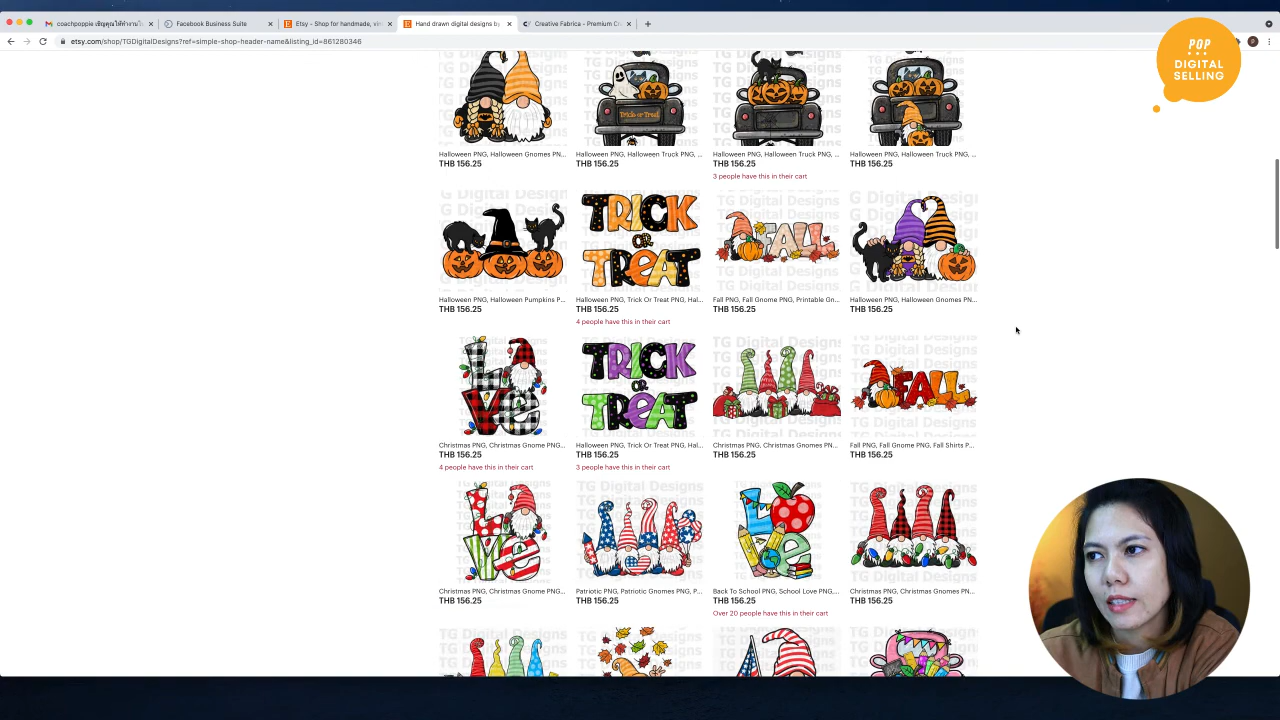 coachpoppie เชิญคุณให้ทำงานใน
Facebook Business Suite
Etsy - Shop for handmade, vin
Hand drawn digital designs by
Creative Fabrica - Premium Cr
etsy.com/shop/TGDigitalDesigns?ref=simple-shop-header-name&listing_id=861280346
POP
DIGITAL
SELLING
Halloween PNG, Halloween Gnomes PN...
Halloween PNG, Halloween Truck PNG, ...
Halloween PNG, Halloween Truck PNG, ...
Halloween PNG, Halloween Truck PNG, ...
THB 156.25
THB 156.25
THB 156.25
THB 156.25
3 people have this in their cart
TRICK
OR
TREAT
FALL
Halloween PNG, Halloween Pumpkins P...
Halloween PNG, Trick Or Treat PNG, Hal...
Fall PNG, Fall Gnome PNG, Printable Gn...
Halloween PNG, Halloween Gnomes PN...
THB 156.25
THB 156.25
THB 156.25
THB 156.25
4 people have this in their cart
TRICK
OR
TREAT
FALL
Christmas PNG, Christmas Gnome PNG...
Halloween PNG, Trick Or Treat PNG, Hal...
Christmas PNG, Christmas Gnomes PN...
Fall PNG, Fall Gnome PNG, Fall Shirts P...
THB 156.25
THB 156.25
THB 156.25
THB 156.25
4 people have this in their cart
3 people have this in their cart
Christmas PNG, Christmas Gnome PNG...
Patriotic PNG, Patriotic Gnomes PNG, P...
Back To School PNG, School Love PNG,...
Christmas PNG, Christmas Gnomes PN...
THB 156.25
THB 156.25
THB 156.25
THB 156.25
Over 20 people have this in their cart
TG Digital Designs